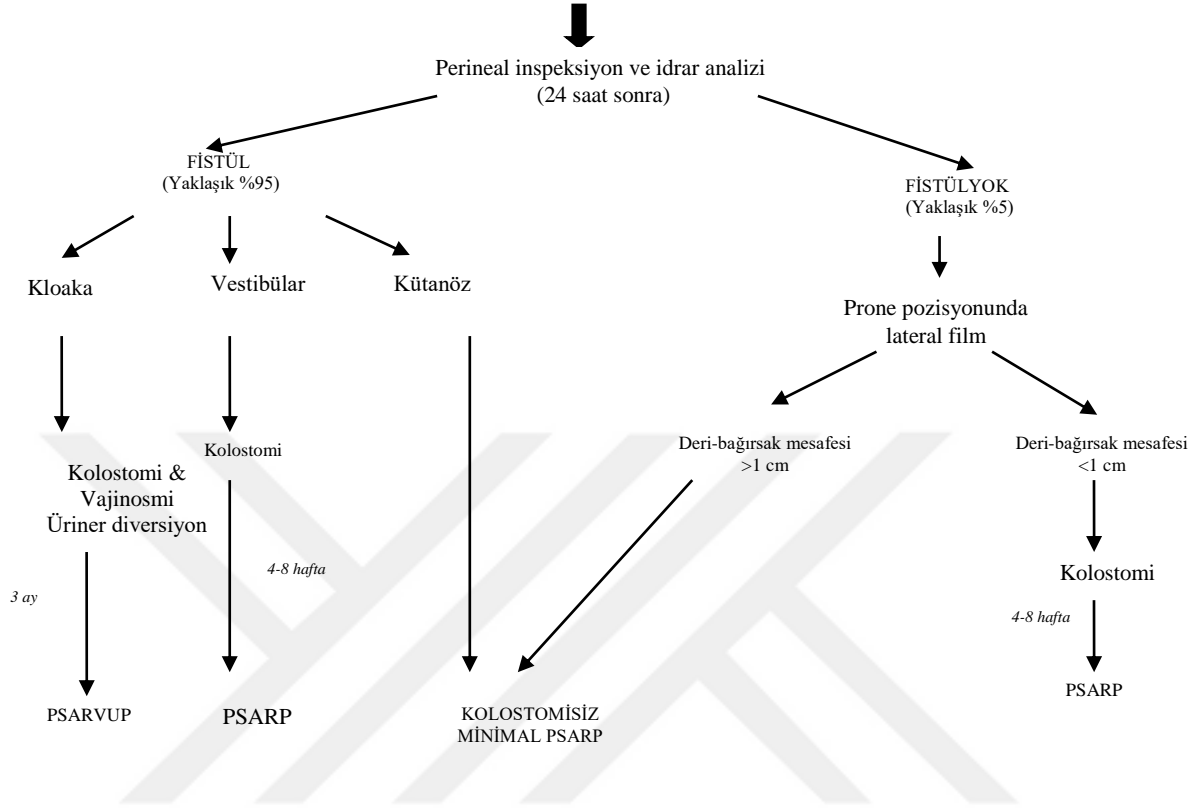 Perineal inspeksiyon ve idrar analizi
(24 saat sonra)
FİSTÜL
(Yaklaşık %95)
FİSTÜLYOK
(Yaklaşık %5)
Kloaka
Vestibülar
Kütanöz
Prone pozisyonunda
lateral film
Kolostomi
Deri-bağırsak mesafesi
>1 cm
Deri-bağırsak mesafesi
<1 cm
Kolostomi &
Vajinosmi
Üriner diversiyon
3 ay
4-8 hafta
Kolostomi
4-8 hafta
PSARVUP
PSARP
KOLOSTOMİSİZ
MİNİMAL PSARP
PSARP